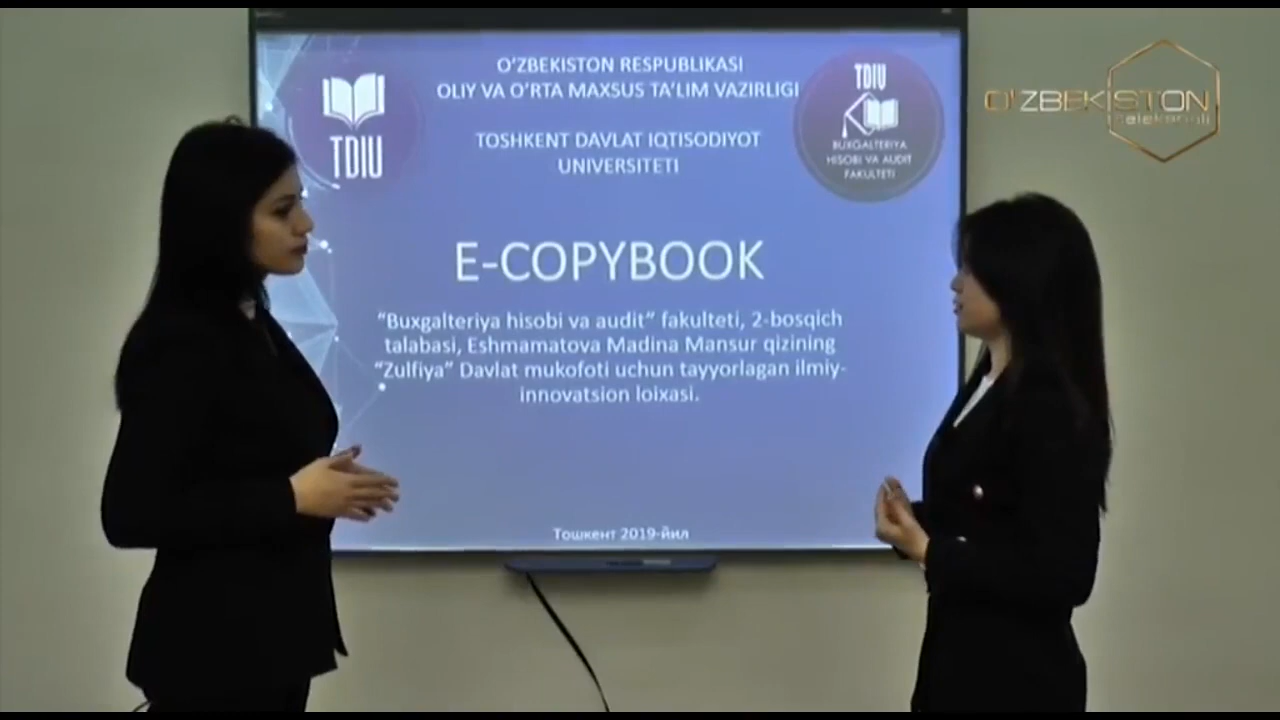 O'ZBEKISTON RESPUBLIKASI
OLIY VA O'RTA MAXSUS TA'LIM VAZIRLIGI
TDIU
TOSHKENT DAVLAT IQTISODIYOT
UNIVERSITETI
TDIU
BUXGALTERIYA
HISOBI VA AUDIT
FAKULTETI
O'ZBEKISTON
telekanali
E-COPYBOOK
“Buxgalteriya hisobi va audit” fakulteti, 2-bosqich
talabasi, Eshmamatova Madina Mansur qizining
“Zulfiya” Davlat mukofoti uchun tayyorlagan ilmiy-
innovatsion loixasi.
Тошкент 2019-йил